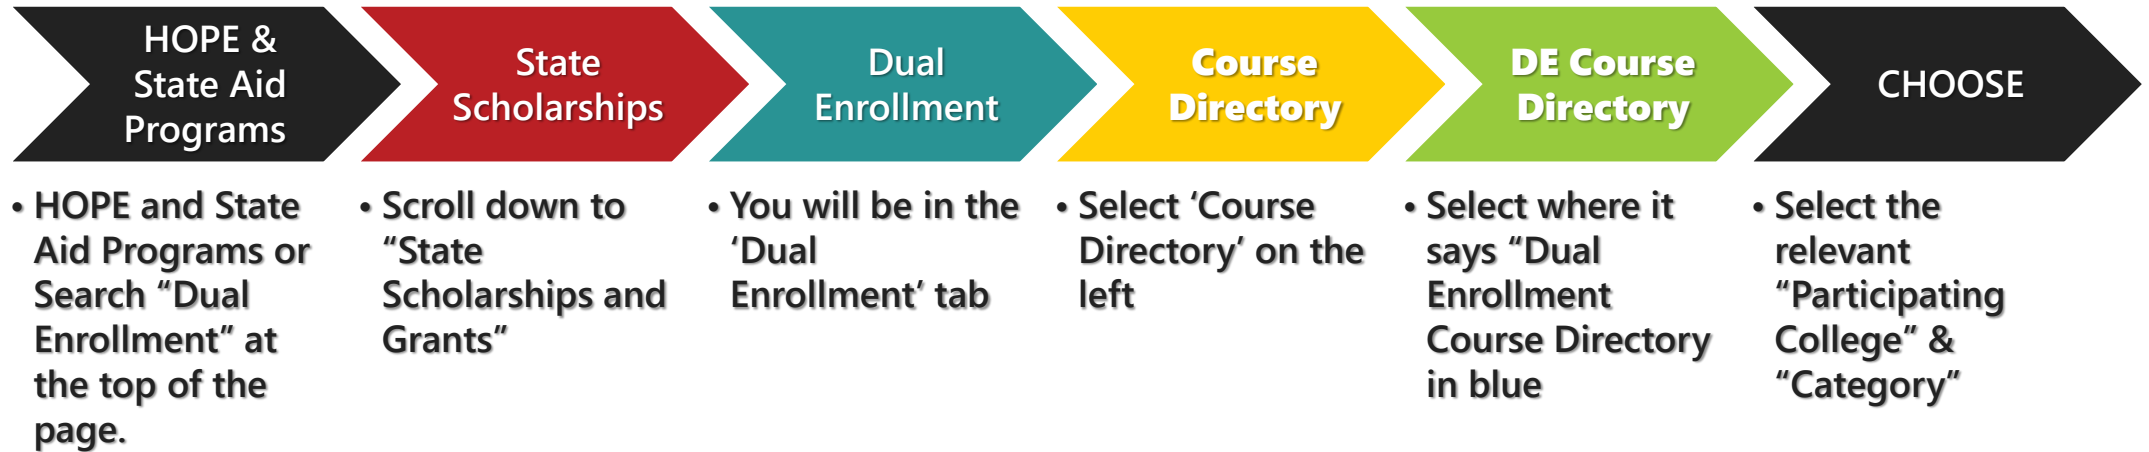 HOPE &
State Aid
Programs
State
Scholarships
Dual
Enrollment
Course
Directory
DE Course
Directory
CHOOSE
• HOPE and State
Aid Programs or
Search “Dual
Enrollment” at
the top of the
page.
• Scroll down to
“State
Scholarships and
Grants”
• You will be in the
‘Dual
Enrollment’ tab
• Select ‘Course
Directory’ on the
left
• Select where it
says “Dual
Enrollment
Course Directory
in blue
• Select the
relevant
“Participating
College” &
“Category”